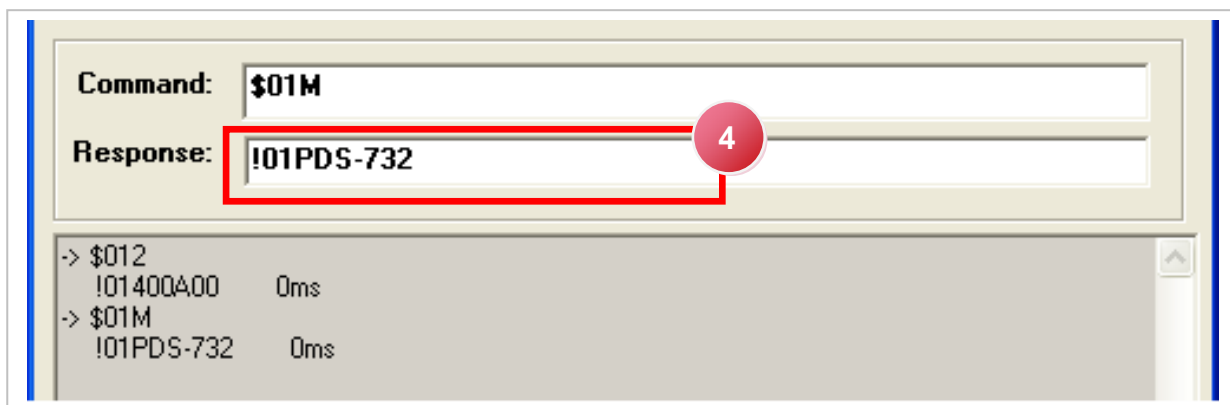 Command: $01M
4
Response: !01PDS-732
-> $012
!01400A00 0ms
-> $01M
!01PDS-732 0ms